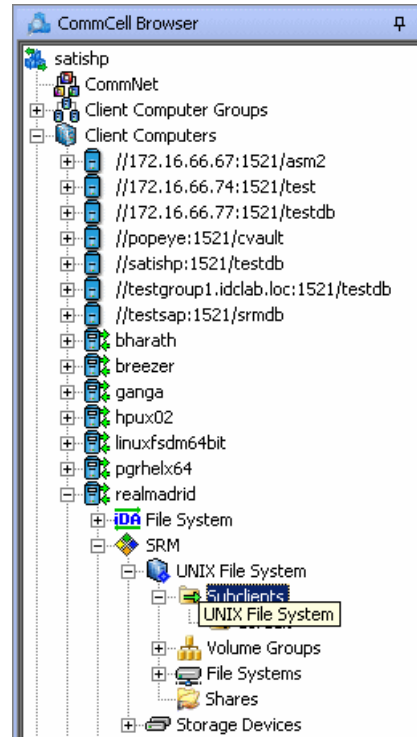 CommCell Browser
satishp
CommNet
Client Computer Groups
Client Computers
//172.16.66.67:1521/asm2
//172.16.66.74:1521/test
//172.16.66.77:1521/testdb
//popeye:1521/cvault
//satishp:1521/testdb
//testgroup1.idclab.loc:1521/testdb
//testsap:1521/srmdb
bharath
breezer
ganga
hpux02
linuxfsdm64bit
pgrhelx64
realmadrid
iDA File System
SRM
UNIX File System
Subclients
UNIX File System
Volume Groups
File Systems
Shares
Storage Devices